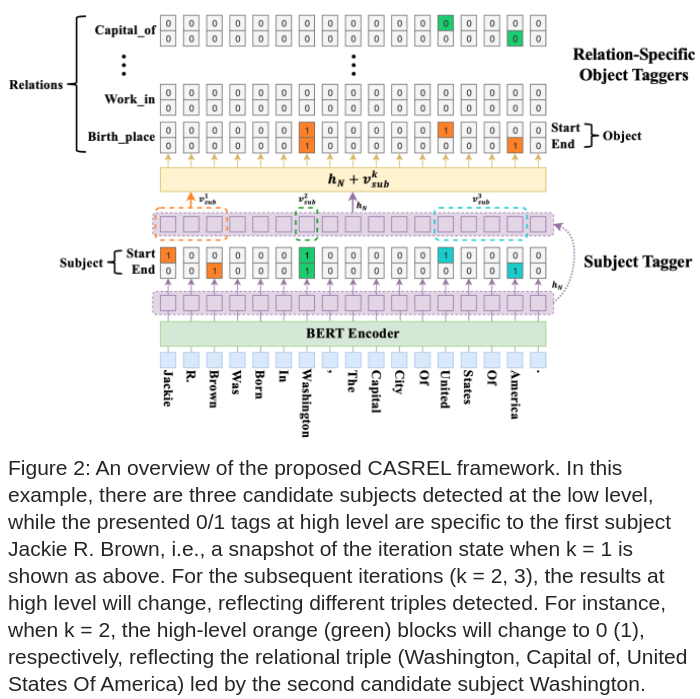 Capital_of 0 0 0 0 0 0 0 0 0 0 0 0 0 0 0 0 0
0 0 0 0 0 0 0 0 0 0 0 0 0 0 0 0 0
Relation-Specific
Object Taggers
Relations
Work_in 0 0 0 0 0 0 0 0 0 0 0 0 0 0 0 0 0
0 0 0 0 0 0 0 0 0 0 0 0 0 0 0 0 0
Birth_place 0 0 0 0 0 0 1 0 0 0 0 0 1 0 0 0 0 Start
0 0 0 0 0 0 1 0 0 0 0 0 0 0 0 1 0 End
Object
h_N + v^k_sub
v^1_sub v^2_sub h_N v^3_sub
Subject
Start 1 0 0 0 0 0 1 0 0 0 0 0 1 0 0 0 0
End 0 0 1 0 0 0 1 0 0 0 0 0 0 0 0 1 0
Subject Tagger
h_N
BERT Encoder
Jackie R. Brown Was Born In Washington , The Capital City Of United States Of America .
Figure 2: An overview of the proposed CASREL framework. In this
example, there are three candidate subjects detected at the low level,
while the presented 0/1 tags at high level are specific to the first subject
Jackie R. Brown, i.e., a snapshot of the iteration state when k = 1 is
shown as above. For the subsequent iterations (k = 2, 3), the results at
high level will change, reflecting different triples detected. For instance,
when k = 2, the high-level orange (green) blocks will change to 0 (1),
respectively, reflecting the relational triple (Washington, Capital of, United
States Of America) led by the second candidate subject Washington.